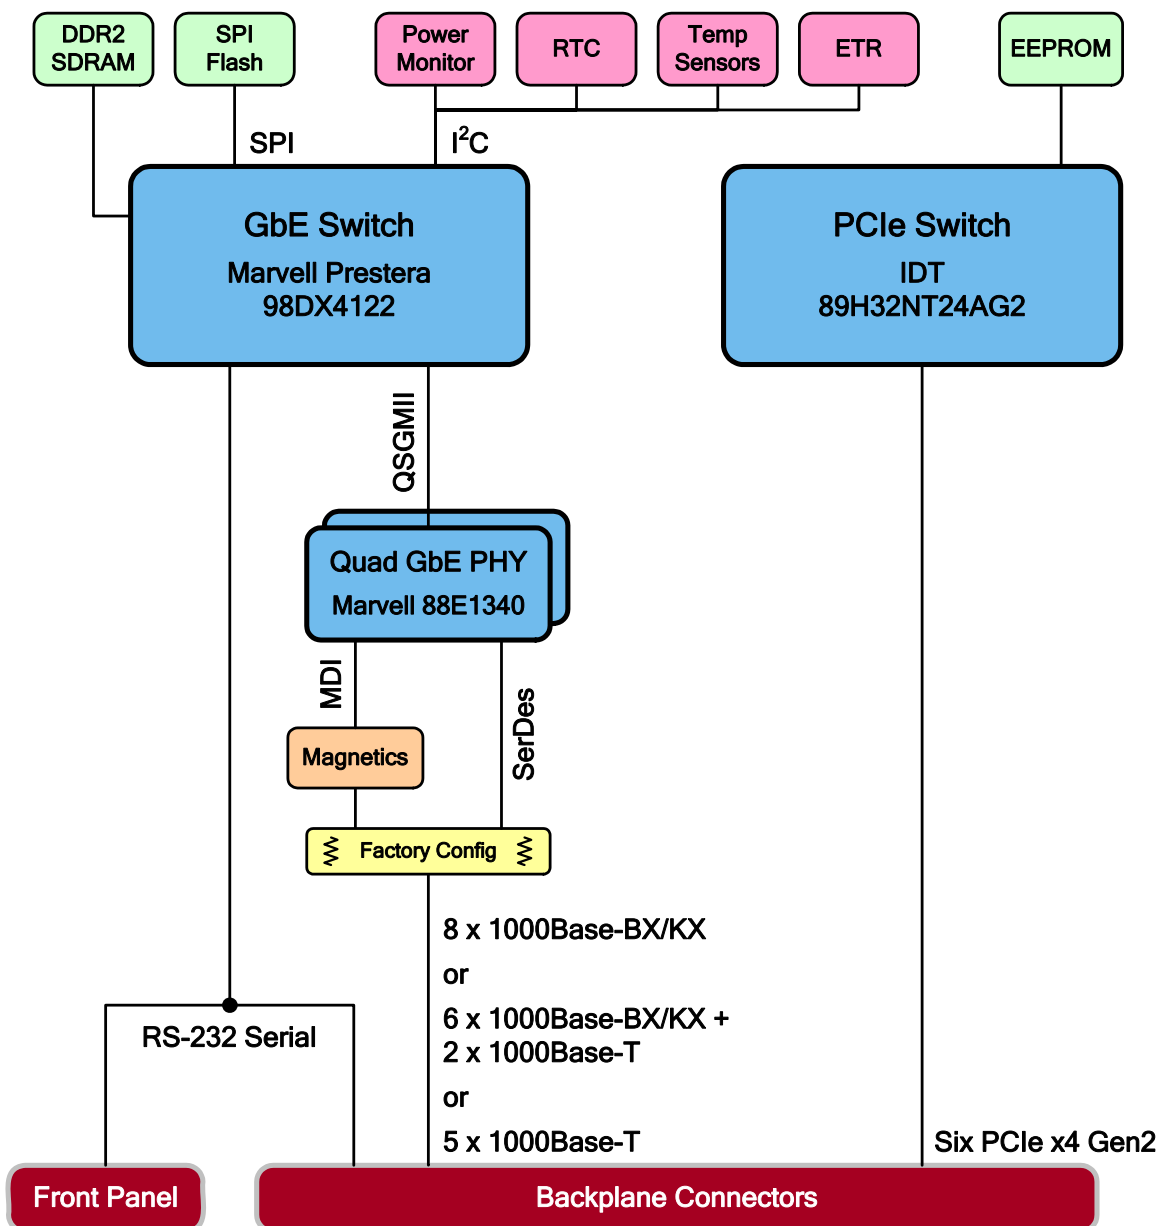 DDR2
SDRAM
SPI
Flash
Power
Monitor
RTC
Temp
Sensors
ETR
EEPROM
SPI
I²C
GbE Switch
Marvell Prestera
98DX4122
PCIe Switch
IDT
89H32NT24AG2
QSGMII
Quad GbE PHY
Marvell 88E1340
MDI
SerDes
Magnetics
Factory Config
8 x 1000Base-BX/KX
or
6 x 1000Base-BX/KX +
2 x 1000Base-T
or
5 x 1000Base-T
RS-232 Serial
Six PCIe x4 Gen2
Front Panel
Backplane Connectors